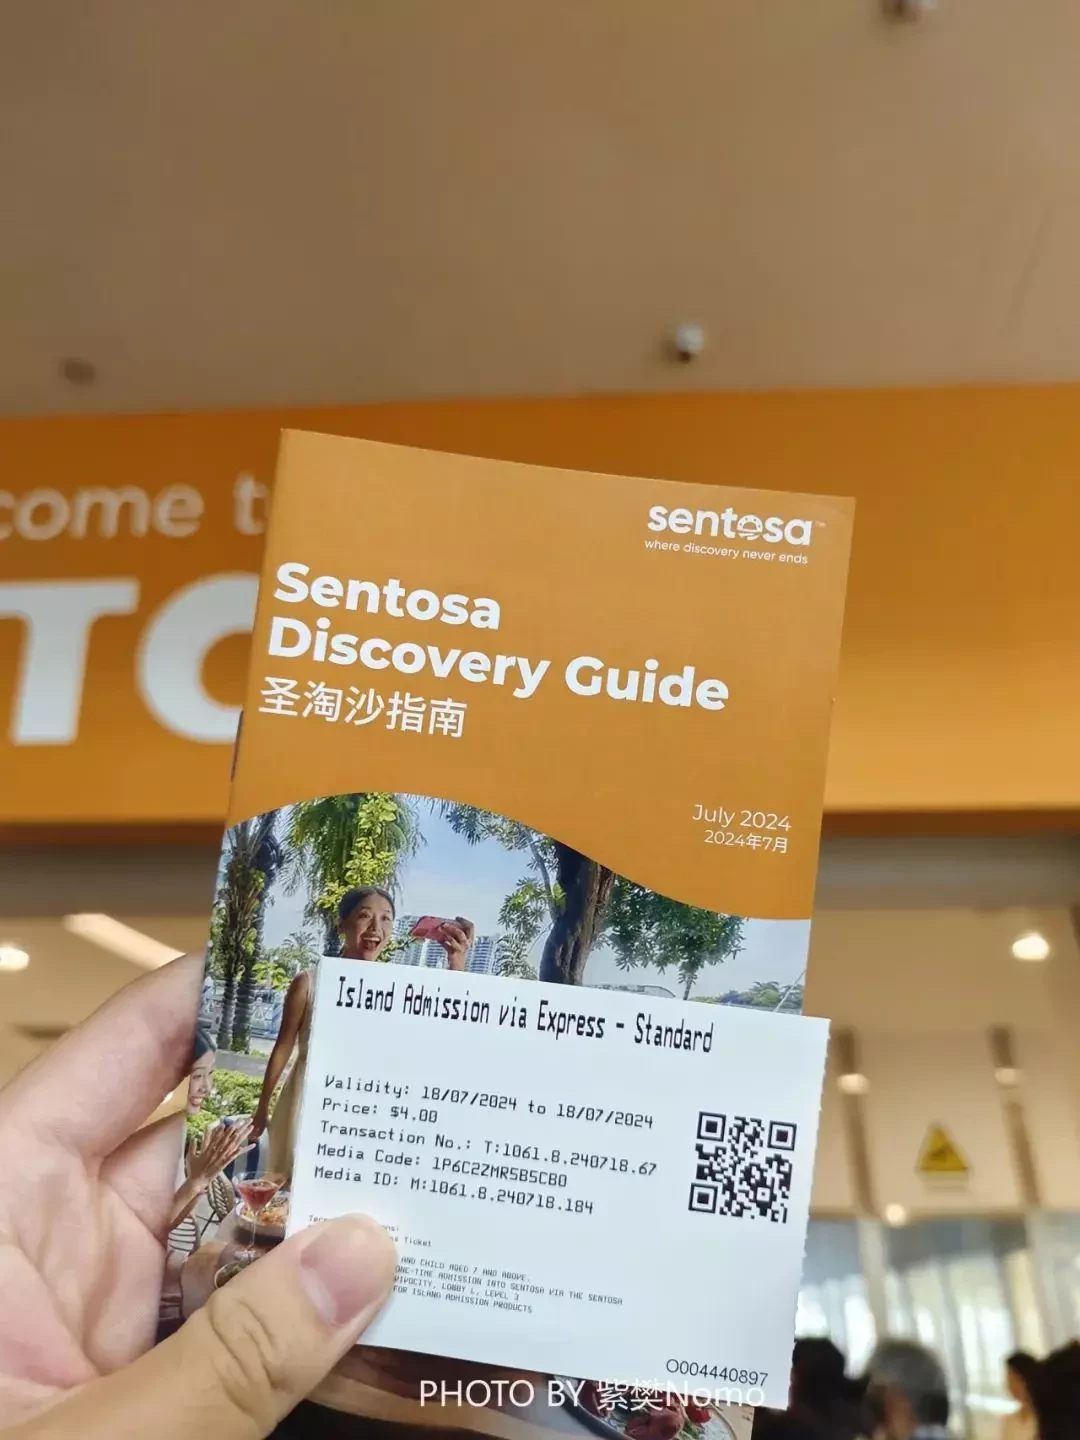 come t
TO
sentosa™
where discovery never ends
Sentosa
Discovery Guide
圣淘沙指南
July 2024
2024年7月
Island Admission via Express - Standard
Validity: 18/07/2024 to 18/07/2024
Price: $4.00
Transaction No.: T:1061.8.240718.67
Media Code: 1P6C2ZMR5B5CB0
Media ID: M:1061.8.240718.184
Ticket
AND CHILD AGED 7 AND ABOVE.
ONE-TIME ADMISSION INTO SENTOSA VIA THE SENTOSA
VIVOCITY, LOBBY L, LEVEL 3
FOR ISLAND ADMISSION PRODUCTS
O004440897
PHOTO BY 紫樊Nomo